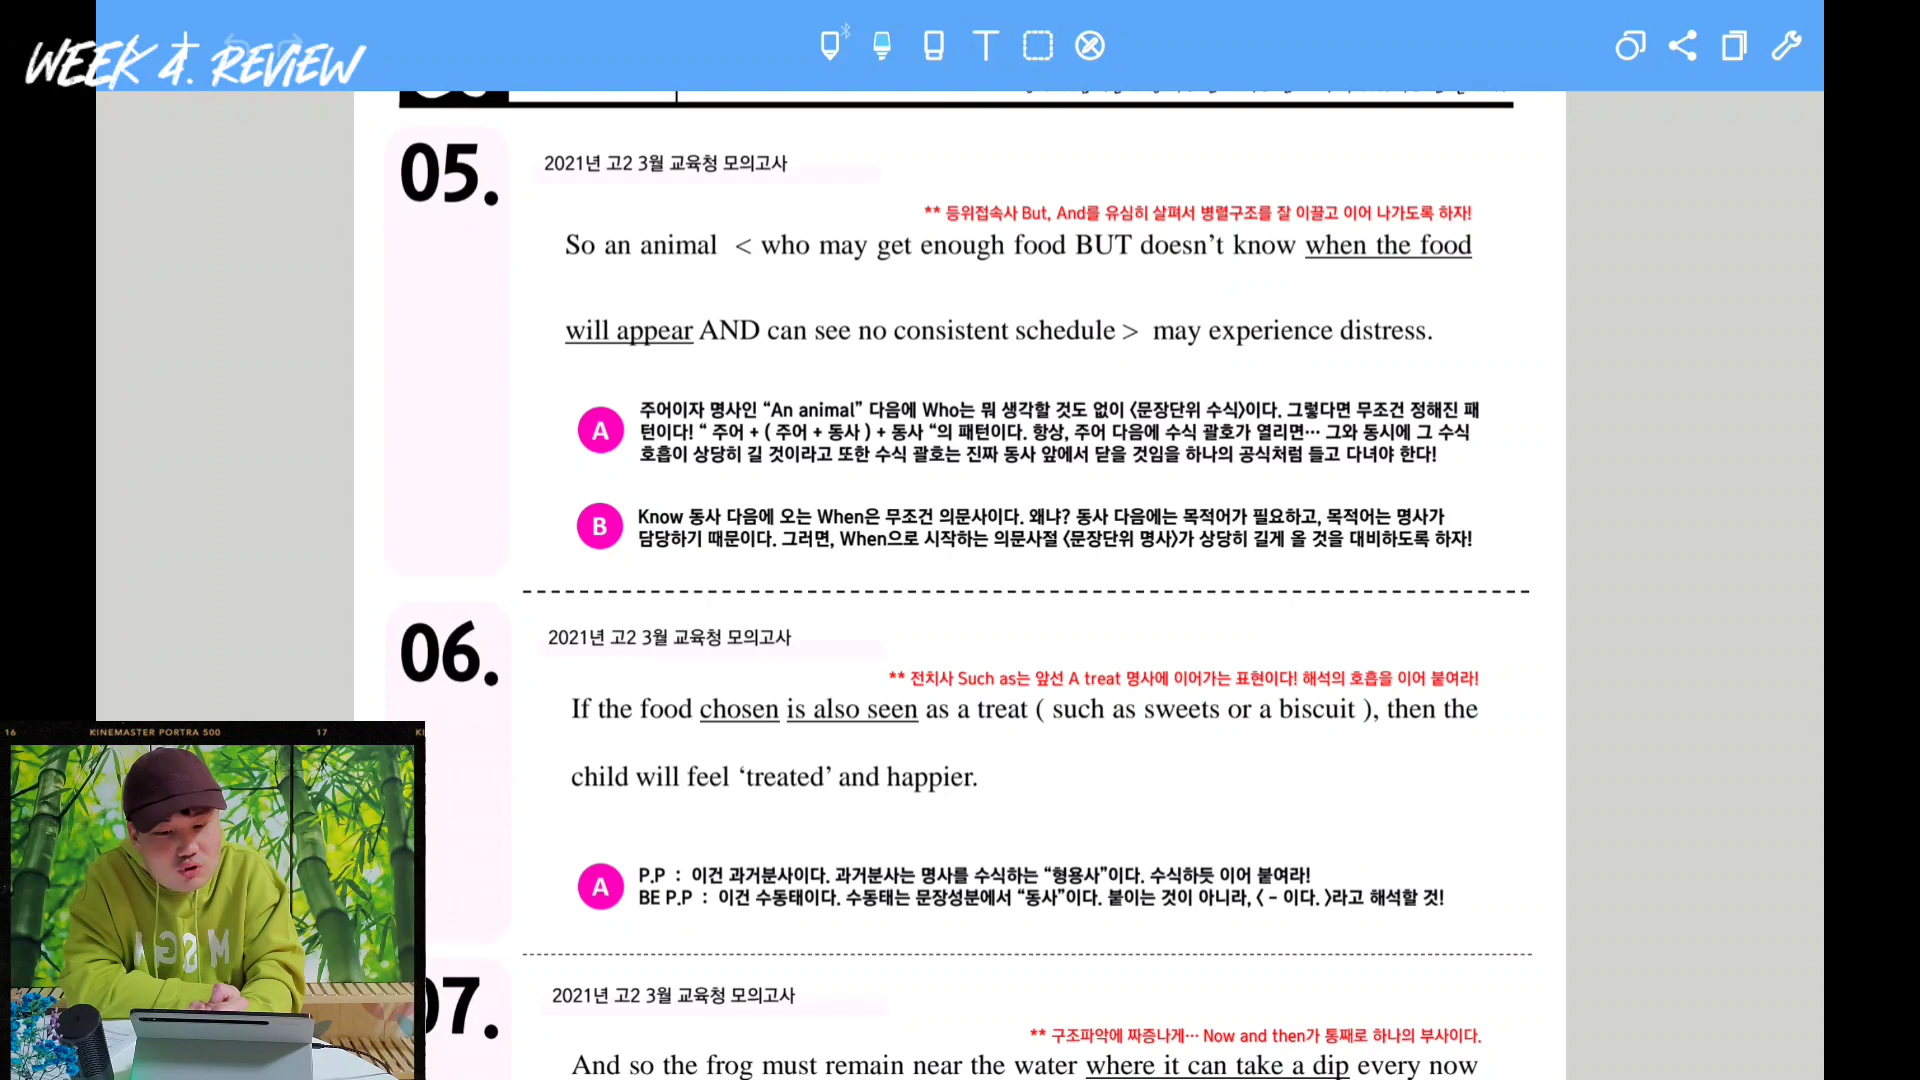 WEEK 4. REVIEW
05.
2021년 고2 3월 교육청 모의고사
** 등위접속사 But, And를 유심히 살펴서 병렬구조를 잘 이끌고 이어 나가도록 하자!
So an animal < who may get enough food BUT doesn’t know when the food
will appear AND can see no consistent schedule > may experience distress.
A
주어이자 명사인 “An animal” 다음에 Who는 뭐 생각할 것도 없이 〈문장단위 수식〉이다. 그렇다면 무조건 정해진 패
턴이다! “ 주어 + ( 주어 + 동사 ) + 동사 “의 패턴이다. 항상, 주어 다음에 수식 괄호가 열리면… 그와 동시에 그 수식
호흡이 상당히 길 것이라고 또한 수식 괄호는 진짜 동사 앞에서 닫을 것임을 하나의 공식처럼 들고 다녀야 한다!
B
Know 동사 다음에 오는 When은 무조건 의문사이다. 왜냐? 동사 다음에는 목적어가 필요하고, 목적어는 명사가
담당하기 때문이다. 그러면, When으로 시작하는 의문사절 〈문장단위 명사〉가 상당히 길게 올 것을 대비하도록 하자!
06.
2021년 고2 3월 교육청 모의고사
** 전치사 Such as는 앞선 A treat 명사에 이어가는 표현이다! 해석의 호흡을 이어 붙여라!
If the food chosen is also seen as a treat ( such as sweets or a biscuit ), then the
child will feel ‘treated’ and happier.
A
P.P : 이건 과거분사이다. 과거분사는 명사를 수식하는 “형용사”이다. 수식하듯 이어 붙여라!
BE P.P : 이건 수동태이다. 수동태는 문장성분에서 “동사”이다. 붙이는 것이 아니라, 〈 - 이다. 〉라고 해석할 것!
07.
2021년 고2 3월 교육청 모의고사
** 구조파악에 짜증나게… Now and then가 통째로 하나의 부사이다.
And so the frog must remain near the water where it can take a dip every now
16 KINEMASTER PORTRA 500 17 KI